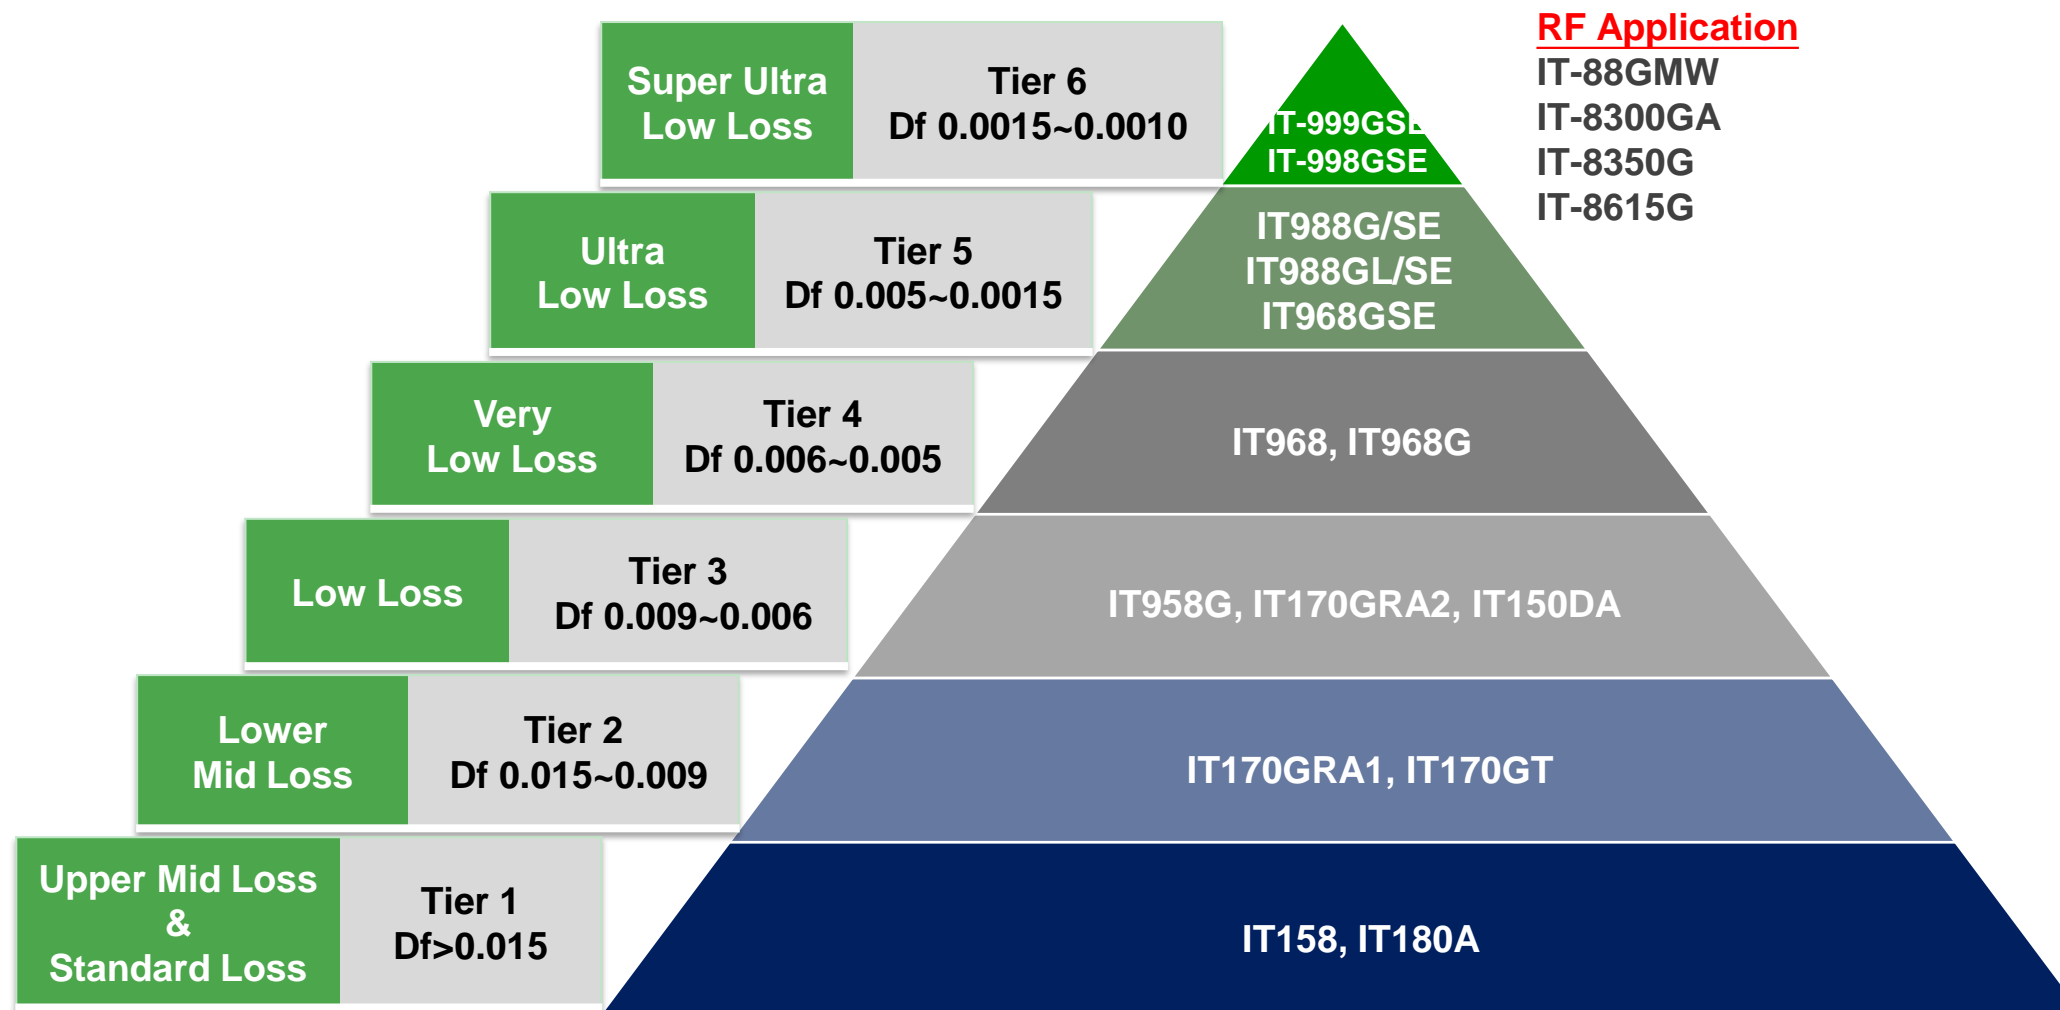 RF Application
IT-88GMW
IT-8300GA
IT-8350G
IT-8615G
Super Ultra
Low Loss
Tier 6
Df 0.0015~0.0010
IT-999GSE
IT-998GSE
Ultra
Low Loss
Tier 5
Df 0.005~0.0015
IT988G/SE
IT988GL/SE
IT968GSE
Very
Low Loss
Tier 4
Df 0.006~0.005
IT968, IT968G
Low Loss
Tier 3
Df 0.009~0.006
IT958G, IT170GRA2, IT150DA
Lower
Mid Loss
Tier 2
Df 0.015~0.009
IT170GRA1, IT170GT
Upper Mid Loss
&
Standard Loss
Tier 1
Df>0.015
IT158, IT180A